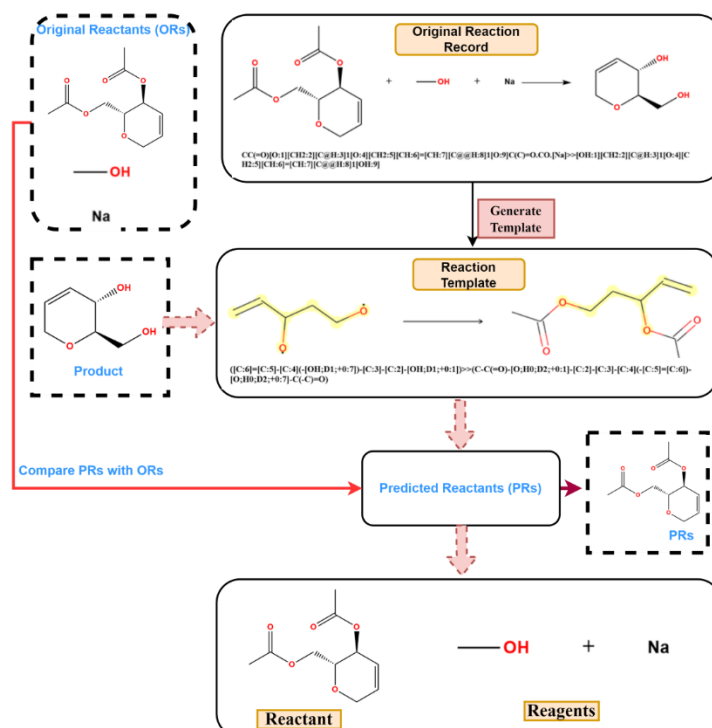 Original Reactants (ORs)
O
O
O
O
O
OH
Na
Original Reaction
Record
O
O
O
O
O
+
OH
+
Na
OH
OH
O
CC(=O)[O:1][CH2:2][C@H:3]1[O:4][CH2:5][CH:6]=[CH:7][C@@H:8]1[O:9]C(C)=O.CO.[Na]>>[OH:1][CH2:2][C@H:3]1[O:4][C
H2:5][CH:6]=[CH:7][C@@H:8]1[OH:9]
Generate
Template
OH
OH
O
Product
Reaction
Template
O
O
O
O
O
O
([C:6]=[C:5]-[C:4](-[OH;D1;+0:7])-[C:3]-[C:2]-[OH;D1;+0:1])>>(C-C(=O)-[O;H0;D2;+0:1]-[C:2]-[C:3]-[C:4](-[C:5]=[C:6])-
[O;H0;D2;+0:7]-C(-C)=O)
Compare PRs with ORs
Predicted Reactants (PRs)
O
O
O
O
O
PRs
O
O
O
O
O
OH
+
Na
Reactant
Reagents